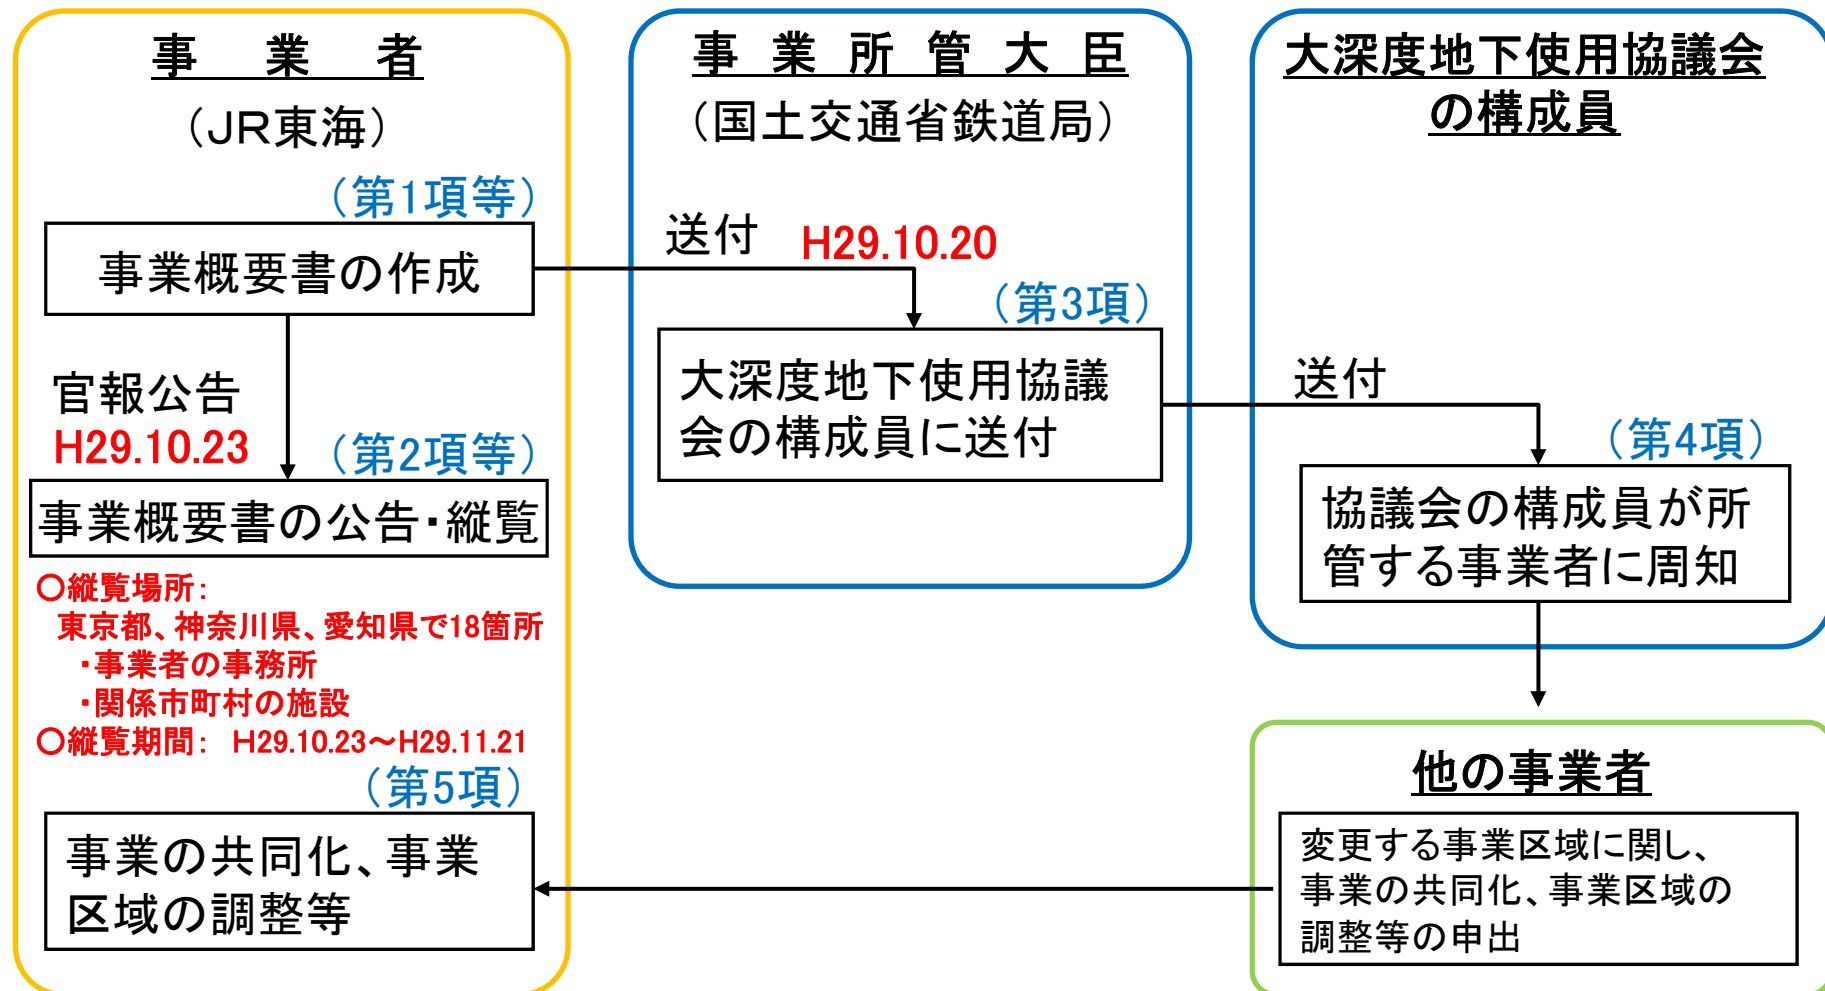 事業者
（ＪＲ東海）
（第1項等）
事業概要書の作成
官報公告
H29.10.23
（第2項等）
事業概要書の公告・縦覧
〇縦覧場所：
東京都、神奈川県、愛知県で18箇所
・事業者の事務所
・関係市町村の施設
〇縦覧期間： H29.10.23～H29.11.21
（第5項）
事業の共同化、事業
区域の調整等
事業所管大臣
（国土交通省鉄道局）
送付 H29.10.20
（第3項）
大深度地下使用協議
会の構成員に送付
大深度地下使用協議会
の構成員
送付
（第4項）
協議会の構成員が所
管する事業者に周知
他の事業者
変更する事業区域に関し、
事業の共同化、事業区域の
調整等の申出